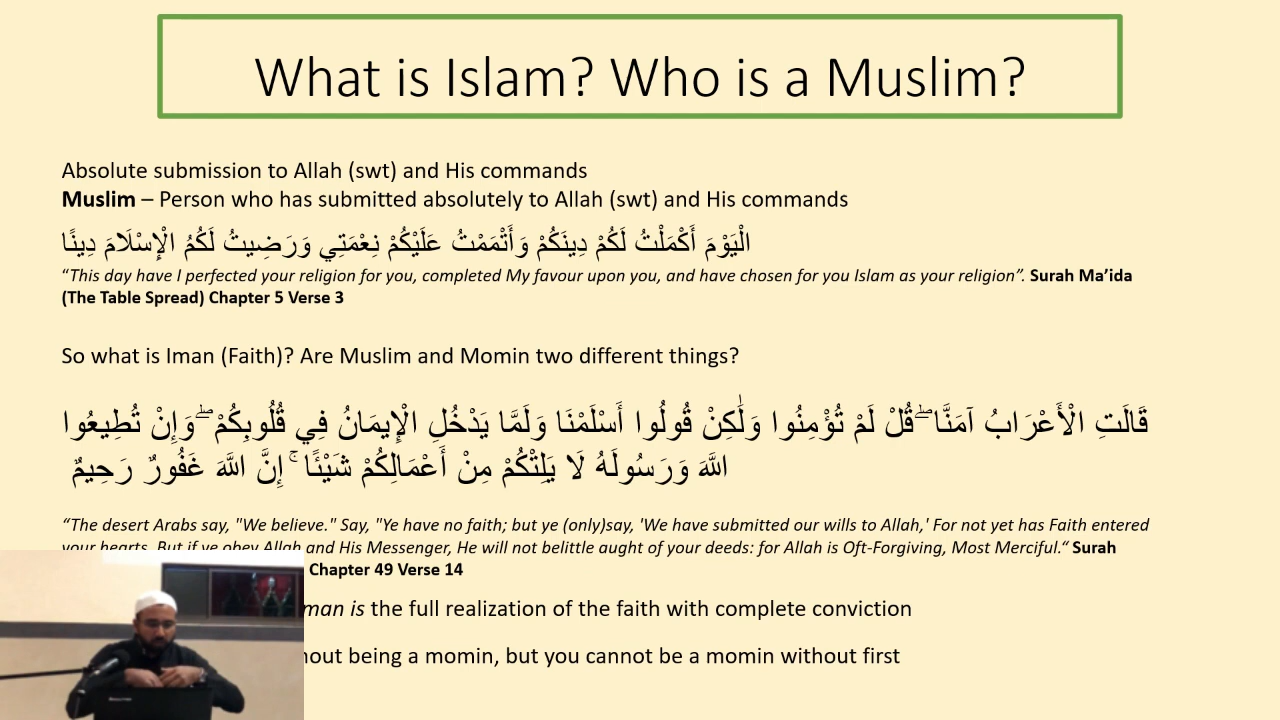 What is Islam? Who is a Muslim?
Absolute submission to Allah (swt) and His commands
Muslim – Person who has submitted absolutely to Allah (swt) and His commands
الْيَوْمَ أَكْمَلْتُ لَكُمْ دِينَكُمْ وَأَتْمَمْتُ عَلَيْكُمْ نِعْمَتِي وَرَضِيتُ لَكُمُ الْإِسْلَامَ دِينًا
“This day have I perfected your religion for you, completed My favour upon you, and have chosen for you Islam as your religion”. Surah Ma’ida
(The Table Spread) Chapter 5 Verse 3
So what is Iman (Faith)? Are Muslim and Momin two different things?
قَالَتِ الْأَعْرَابُ آمَنَّا ۖ قُلْ لَمْ تُؤْمِنُوا وَلَٰكِنْ قُولُوا أَسْلَمْنَا وَلَمَّا يَدْخُلِ الْإِيمَانُ فِي قُلُوبِكُمْ ۖ وَإِنْ تُطِيعُوا
اللَّهَ وَرَسُولَهُ لَا يَلِتْكُمْ مِنْ أَعْمَالِكُمْ شَيْئًا ۚ إِنَّ اللَّهَ غَفُورٌ رَحِيمٌ
“The desert Arabs say, "We believe." Say, "Ye have no faith; but ye (only)say, 'We have submitted our wills to Allah,' For not yet has Faith entered
your hearts. But if ye obey Allah and His Messenger, He will not belittle aught of your deeds: for Allah is Oft-Forgiving, Most Merciful.“ Surah
Chapter 49 Verse 14
is the full realization of the faith with complete conviction
being a momin, but you cannot be a momin without first